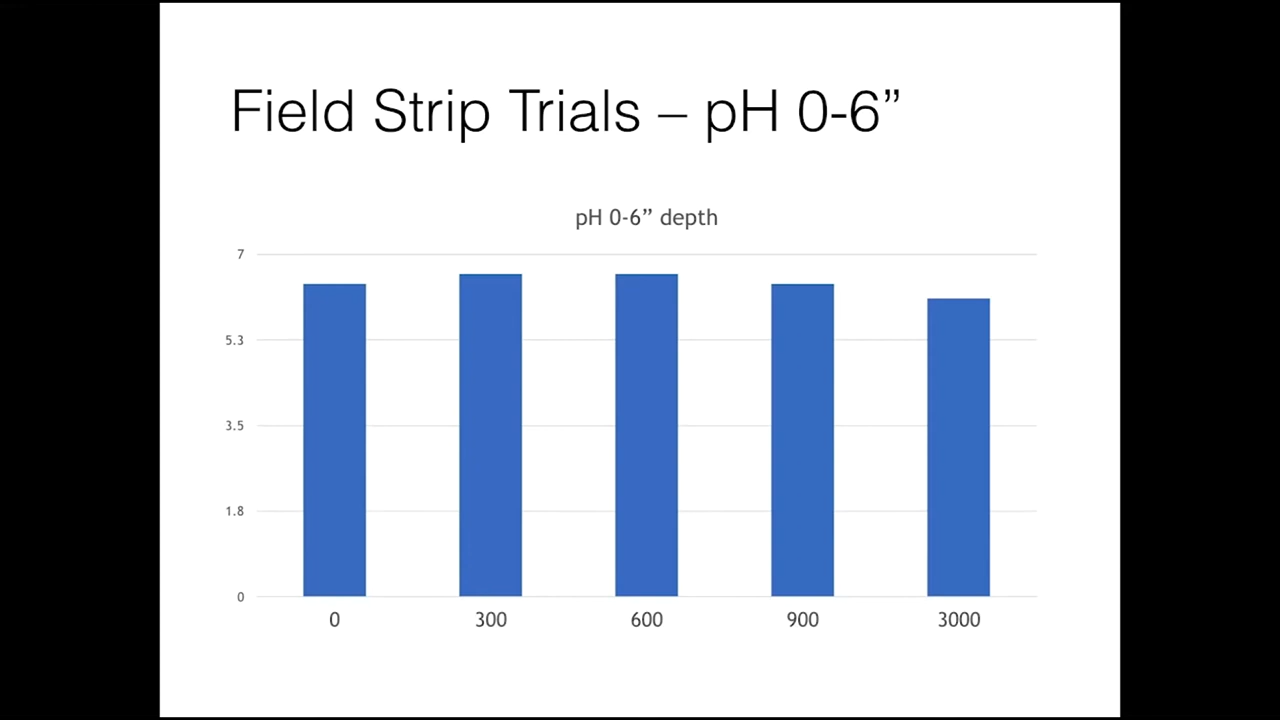 Field Strip Trials – pH 0-6”
pH 0-6” depth
7
5.3
3.5
1.8
0
0 300 600 900 3000